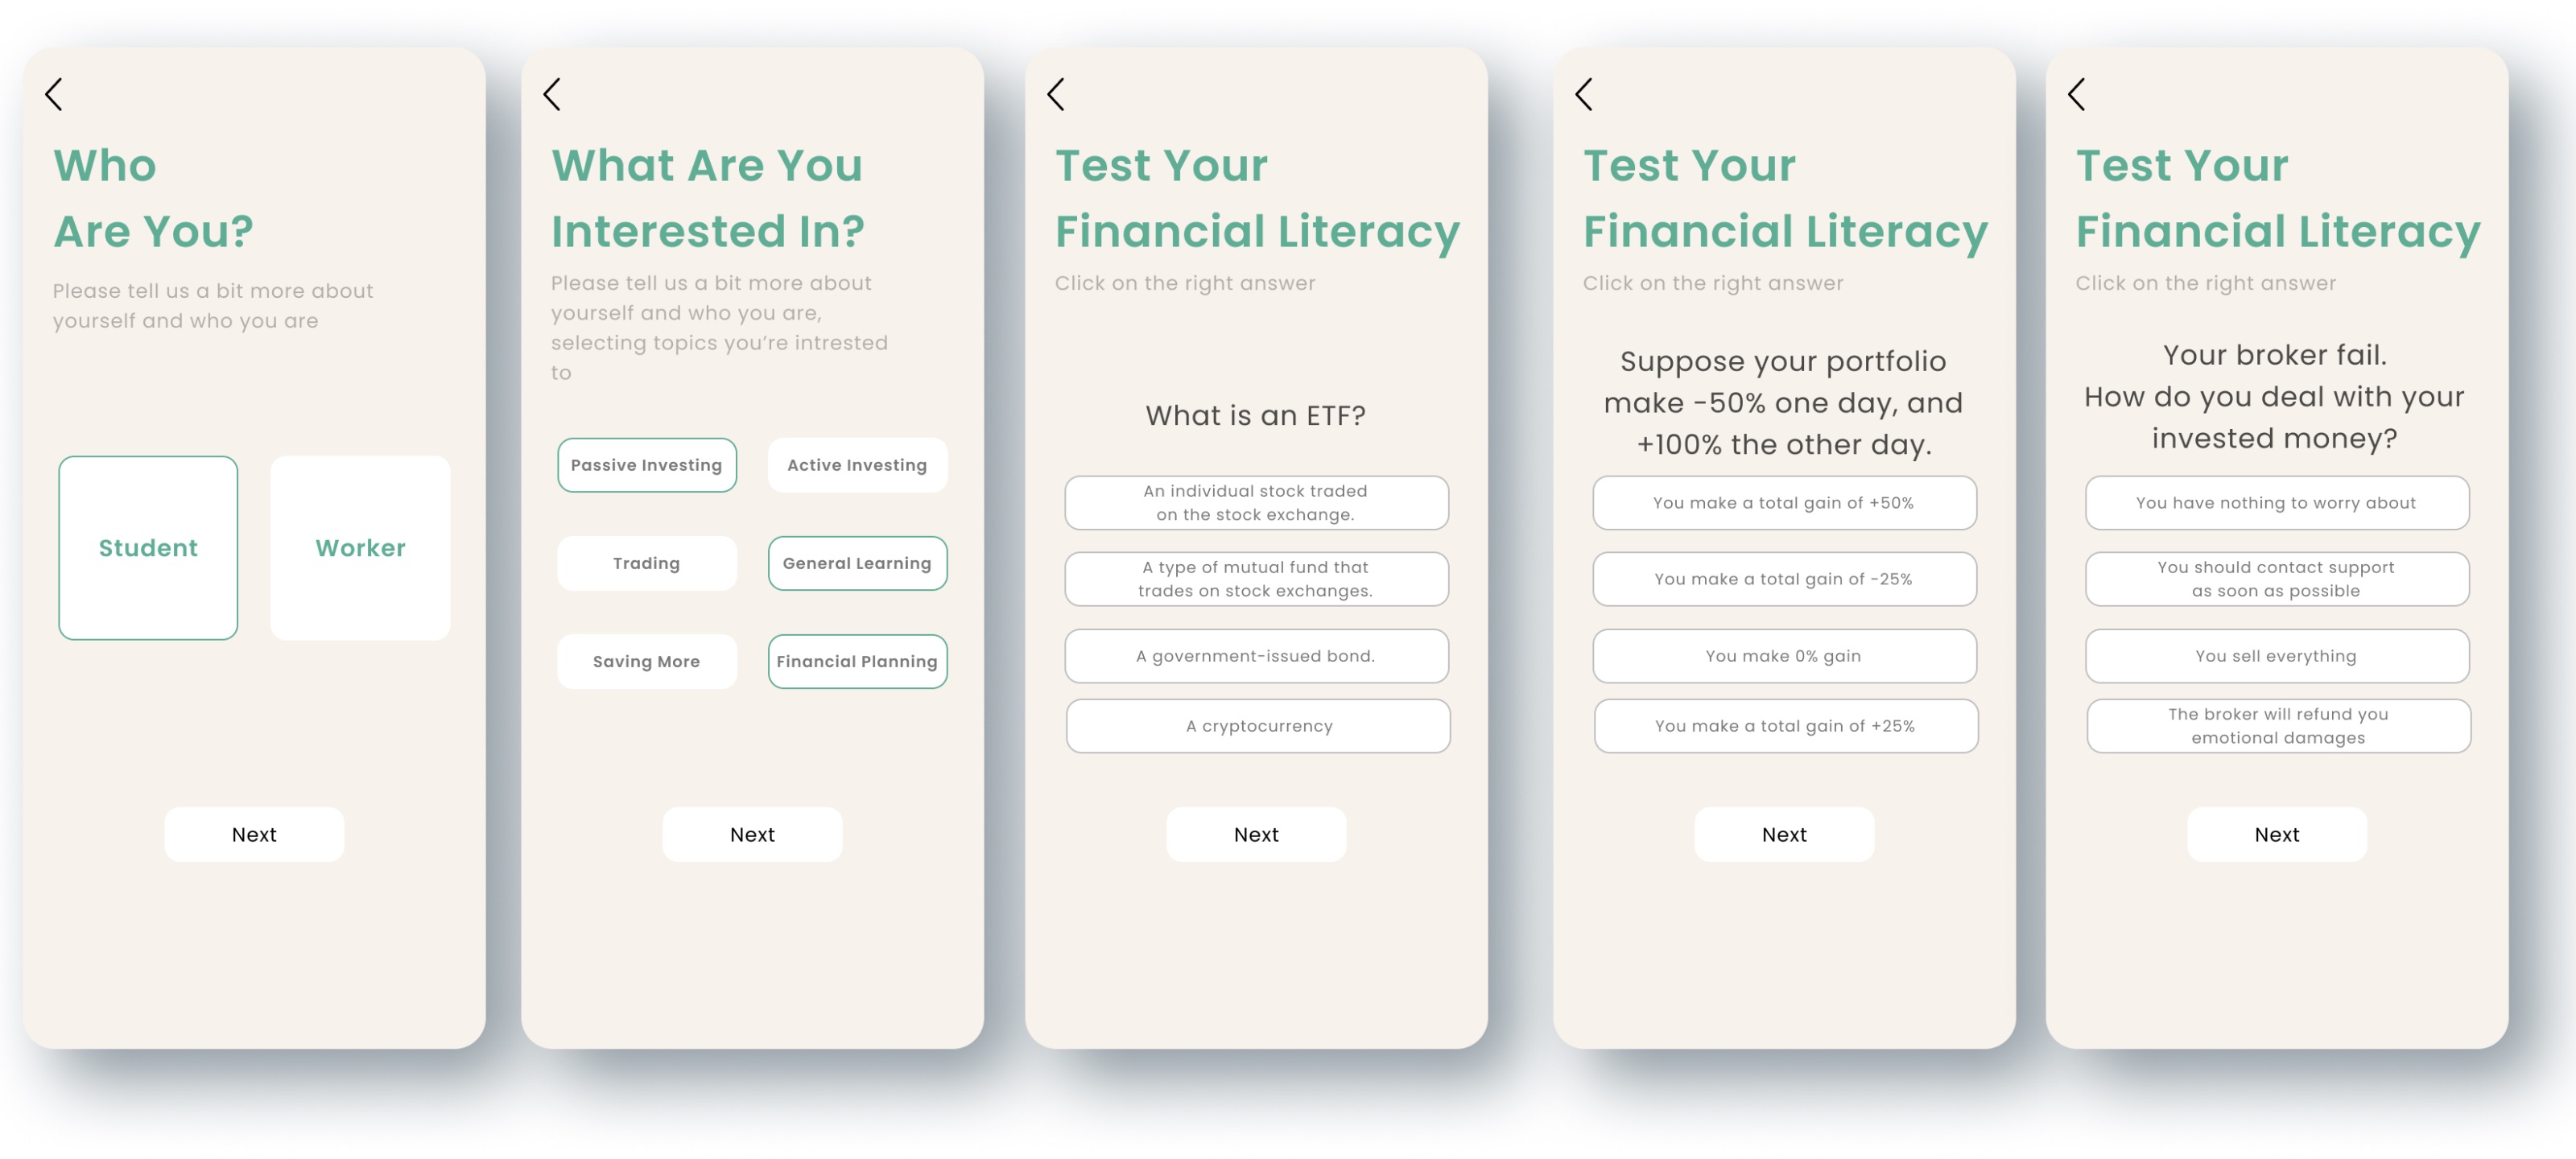 Who
Are You?
Please tell us a bit more about
yourself and who you are
Student
Worker
Next
What Are You
Interested In?
Please tell us a bit more about
yourself and who you are,
selecting topics you’re intrested
to
Passive Investing
Active Investing
Trading
General Learning
Saving More
Financial Planning
Next
Test Your
Financial Literacy
Click on the right answer
What is an ETF?
An individual stock traded
on the stock exchange.
A type of mutual fund that
trades on stock exchanges.
A government-issued bond.
A cryptocurrency
Next
Test Your
Financial Literacy
Click on the right answer
Suppose your portfolio
make -50% one day, and
+100% the other day.
You make a total gain of +50%
You make a total gain of -25%
You make 0% gain
You make a total gain of +25%
Next
Test Your
Financial Literacy
Click on the right answer
Your broker fail.
How do you deal with your
invested money?
You have nothing to worry about
You should contact support
as soon as possible
You sell everything
The broker will refund you
emotional damages
Next